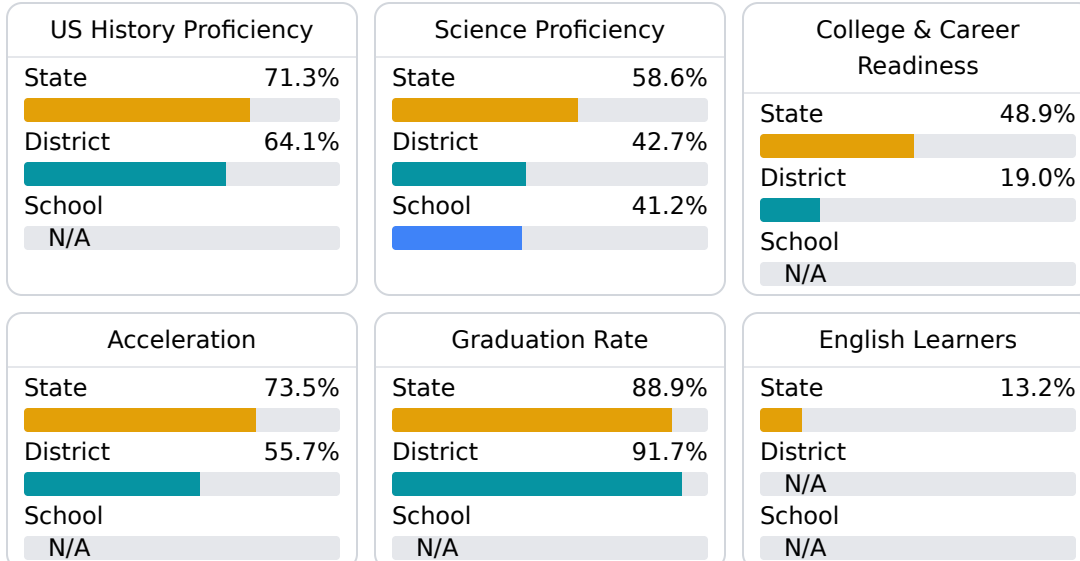 US History Proficiency
State 71.3%
District 64.1%
School
N/A
Science Proficiency
State 58.6%
District 42.7%
School 41.2%
College & Career
Readiness
State 48.9%
District 19.0%
School
N/A
Acceleration
State 73.5%
District 55.7%
School
N/A
Graduation Rate
State 88.9%
District 91.7%
School
N/A
English Learners
State 13.2%
District
N/A
School
N/A